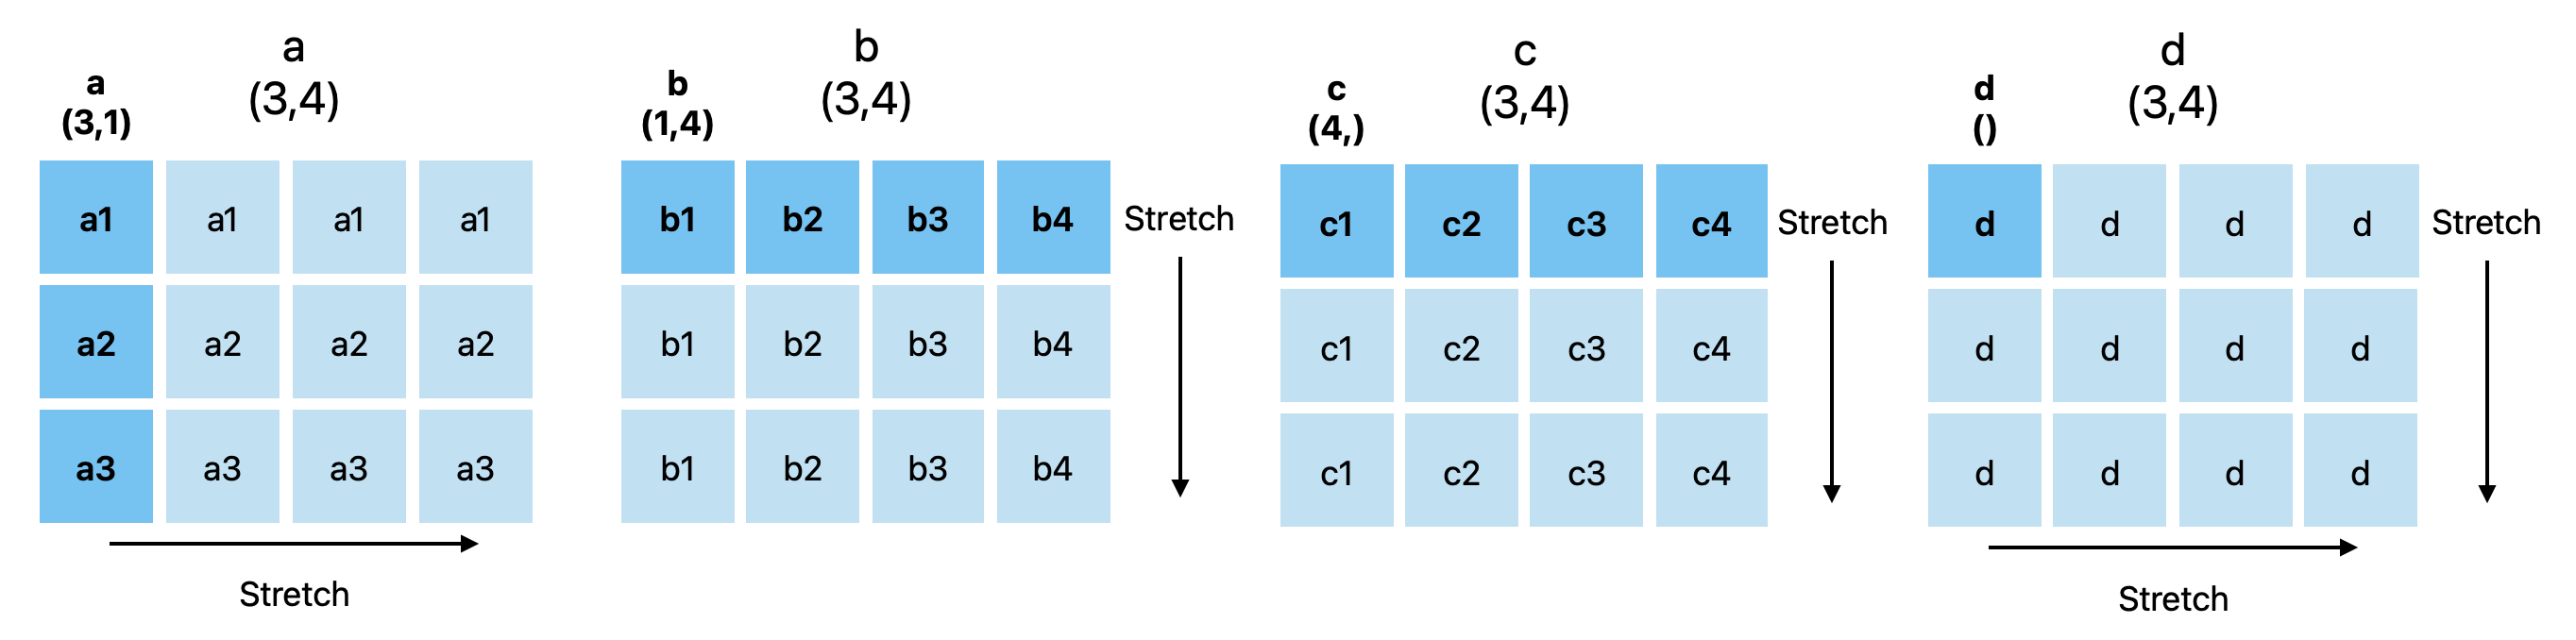 a
(3,1)
a
(3,4)
a1 a1 a1 a1
a2 a2 a2 a2
a3 a3 a3 a3
Stretch
b
(1,4)
b
(3,4)
b1 b2 b3 b4
b1 b2 b3 b4
b1 b2 b3 b4
Stretch
c
(4,)
c
(3,4)
c1 c2 c3 c4
c1 c2 c3 c4
c1 c2 c3 c4
Stretch
d
()
d
(3,4)
d d d d
d d d d
d d d d
Stretch
Stretch